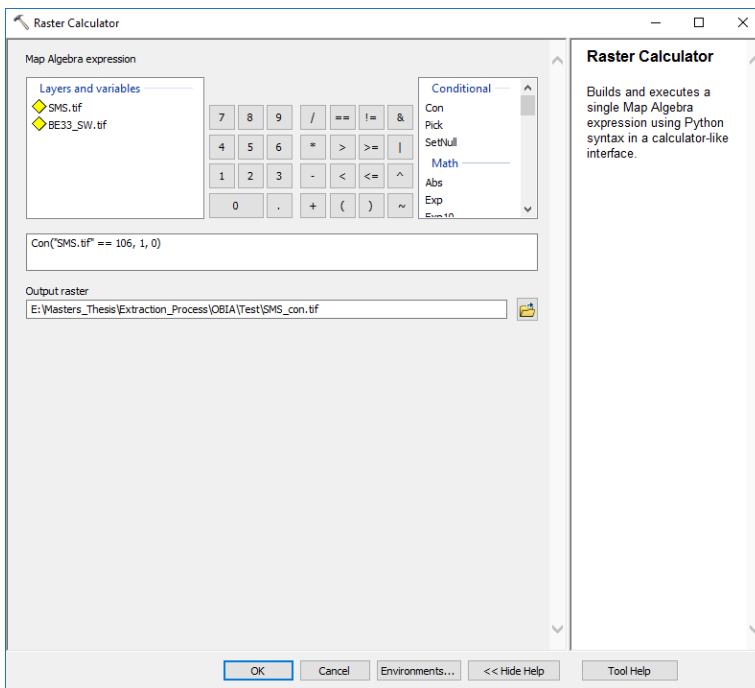 Raster Calculator
Map Algebra expression
Layers and variables
SMS.tif
BE33_SW.tif
7 8 9 / == != &
4 5 6 * > >= |
1 2 3 - < <= ^
0 . + ( ) ~
Conditional
Con
Pick
SetNull
Math
Abs
Exp
Exp10
Con("SMS.tif" == 106, 1, 0)
Output raster
E:\Masters_Thesis\Extraction_Process\OBIA\Test\SMS_con.tif
OK Cancel Environments... << Hide Help Tool Help
Raster Calculator
Builds and executes a
single Map Algebra
expression using Python
syntax in a calculator-like
interface.